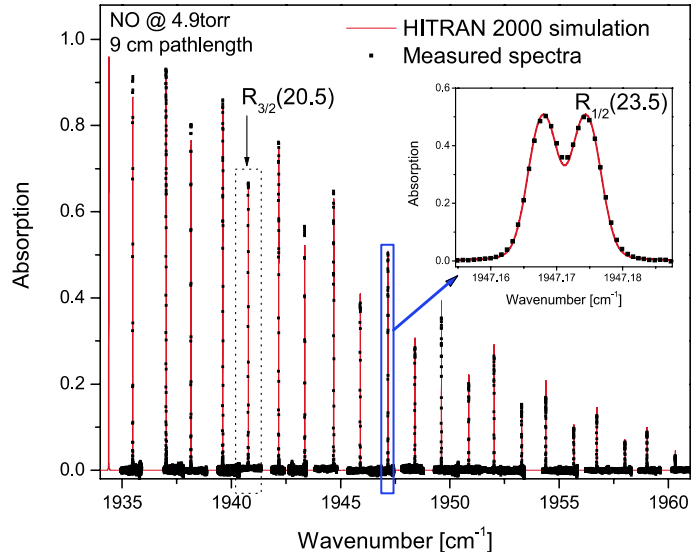 NO @ 4.9torr
9 cm pathlength
HITRAN 2000 simulation
Measured spectra
R3/2(20.5)
R1/2(23.5)
Absorption
0.6
0.4
0.2
0.0
1947.16
1947.17
1947.18
Wavenumber [cm-1]
Absorption
1.0
0.8
0.6
0.4
0.2
0.0
1935
1940
1945
1950
1955
1960
Wavenumber [cm-1]